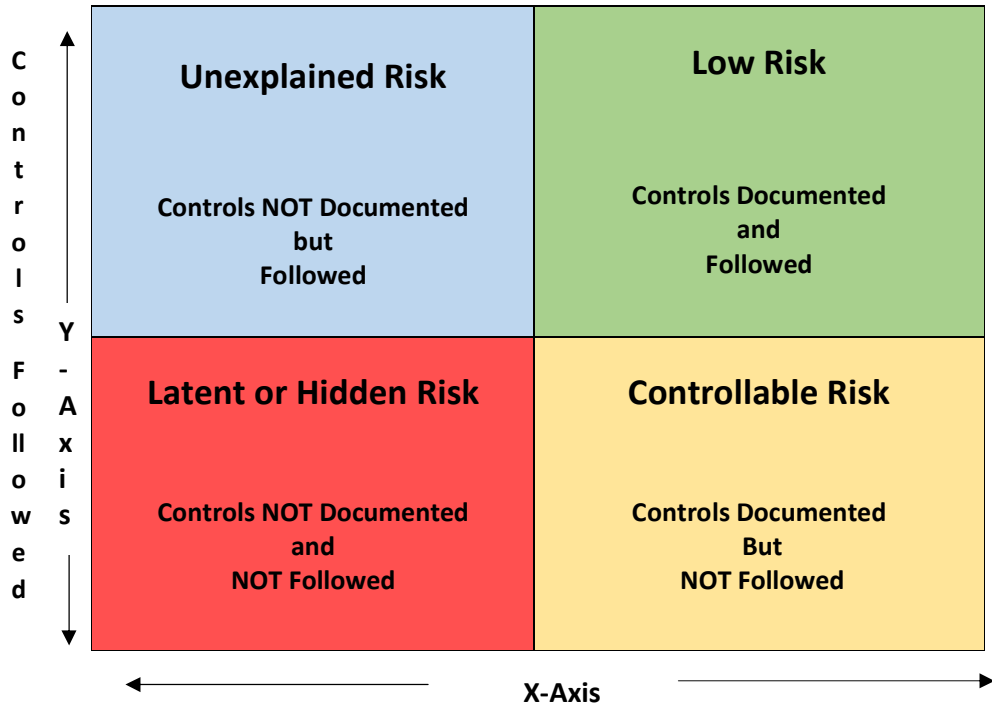 Controls Followed
Y-Axis
Unexplained Risk
Controls NOT Documented
but
Followed
Low Risk
Controls Documented
and
Followed
Latent or Hidden Risk
Controls NOT Documented
and
NOT Followed
Controllable Risk
Controls Documented
But
NOT Followed
X-Axis